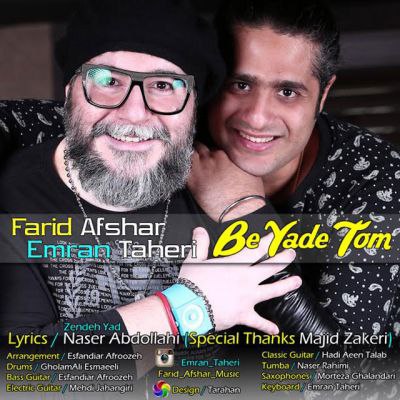 Farid Afshar
Emran Taheri
Be Yade Tom
Zendeh Yad
Lyrics / Naser Abdollahi (Special Thanks Majid Zakeri)
Arrangement / Esfandiar Afroozeh
Drums / GholamAli Esmaeeli
Bass Guitar / Esfandiar Afroozeh
Electric Guitar / Mehdi Jahangiri
Emran_Taheri
Farid_Afshar_Music
Design / Tarahan
Classic Guitar / Hadi Aeen Talab
Tumba / Naser Rahimi
Saxophones / Morteza Ghalandari
Keyboard / Emran Taheri